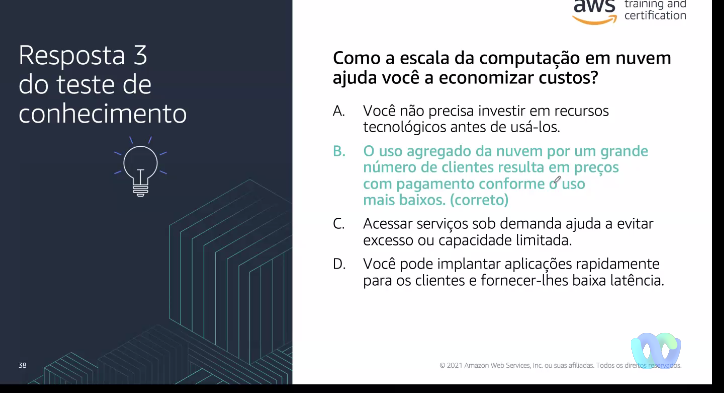 aws training and
certification
Resposta 3
do teste de
conhecimento
Como a escala da computação em nuvem
ajuda você a economizar custos?
A. Você não precisa investir em recursos
tecnológicos antes de usá-los.
B. O uso agregado da nuvem por um grande
número de clientes resulta em preços
com pagamento conforme o uso
mais baixos. (correto)
C. Acessar serviços sob demanda ajuda a evitar
excesso ou capacidade limitada.
D. Você pode implantar aplicações rapidamente
para os clientes e fornecer-lhes baixa latência.
38
© 2021 Amazon Web Services, Inc. ou suas afiliadas. Todos os direitos reservados.